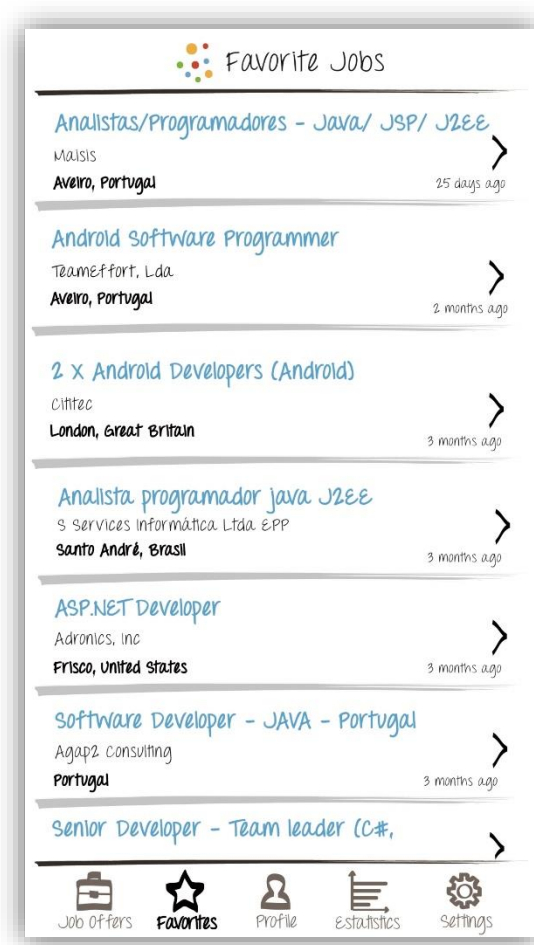 Favorite Jobs
Analistas/Programadores - Java/ JSP/ J2EE
Maisis
Aveiro, Portugal
25 days ago
Android Software Programmer
TeamEffort, Lda
Aveiro, Portugal
2 months ago
2 x Android Developers (Android)
Cititec
London, Great Britain
3 months ago
Analista programador java J2EE
S Services Informática Ltda EPP
Santo André, Brasil
3 months ago
ASP.NET Developer
Adronics, Inc
Frisco, United States
3 months ago
Software Developer - JAVA - Portugal
Agap2 Consulting
Portugal
3 months ago
Senior Developer - Team leader (C#,
Job Offers Favorites Profile Estatistics Settings